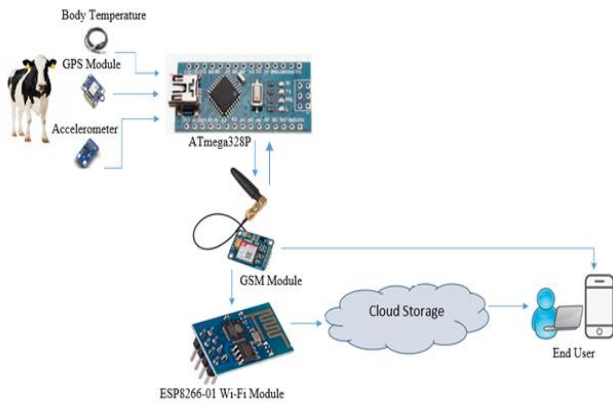 Body Temperature
GPS Module
Accelerometer
ATmega328P
GSM Module
Cloud Storage
End User
ESP8266-01 Wi-Fi Module